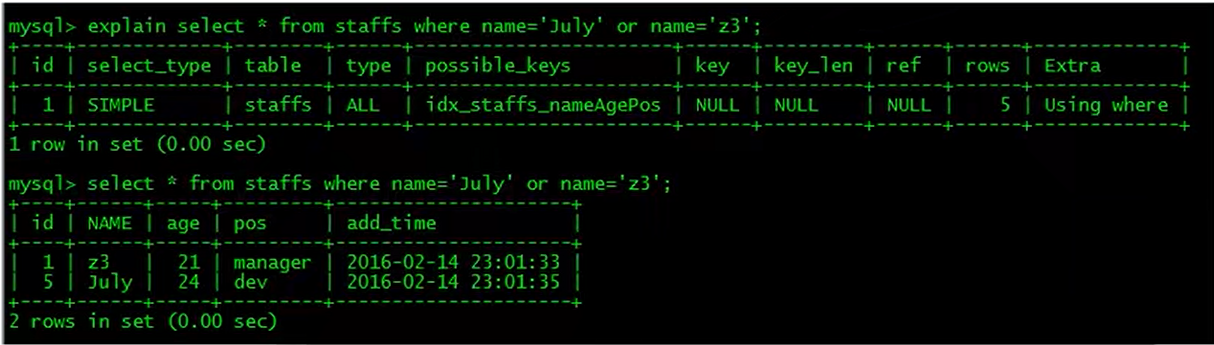 mysql> explain select * from staffs where name='July' or name='z3';
+----+-------------+--------+------+-----------------------+------+---------+------+------+-------------+
| id | select_type | table | type | possible_keys | key | key_len | ref | rows | Extra |
+----+-------------+--------+------+-----------------------+------+---------+------+------+-------------+
| 1 | SIMPLE | staffs | ALL | idx_staffs_nameAgePos | NULL | NULL | NULL | 5 | Using where |
+----+-------------+--------+------+-----------------------+------+---------+------+------+-------------+
1 row in set (0.00 sec)
mysql> select * from staffs where name='July' or name='z3';
+----+------+-----+---------+---------------------+
| id | NAME | age | pos | add_time |
+----+------+-----+---------+---------------------+
| 1 | z3 | 21 | manager | 2016-02-14 23:01:33 |
| 5 | July | 24 | dev | 2016-02-14 23:01:35 |
+----+------+-----+---------+---------------------+
2 rows in set (0.00 sec)